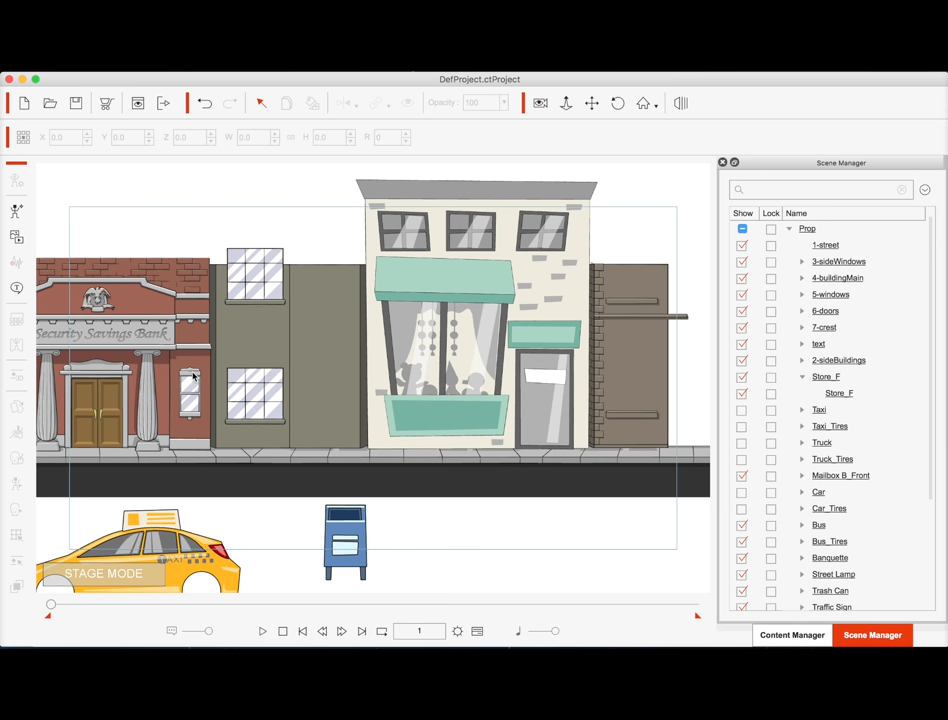 DefProject.ctProject
Opacity : 100
X 0.0 Y 0.0 Z 0.0 W 0.0 H 0.0 R 0
Scene Manager
Show Lock Name
Prop
1-street
3-sideWindows
4-buildingMain
5-windows
6-doors
7-crest
text
2-sideBuildings
Store_F
Store_F
Taxi
Taxi_Tires
Truck
Truck_Tires
Mailbox B_Front
Car
Car_Tires
Bus
Bus_Tires
Banquette
Street Lamp
Trash Can
Traffic Sign
Security Savings Bank
TAXI
STAGE MODE
1
Content Manager Scene Manager